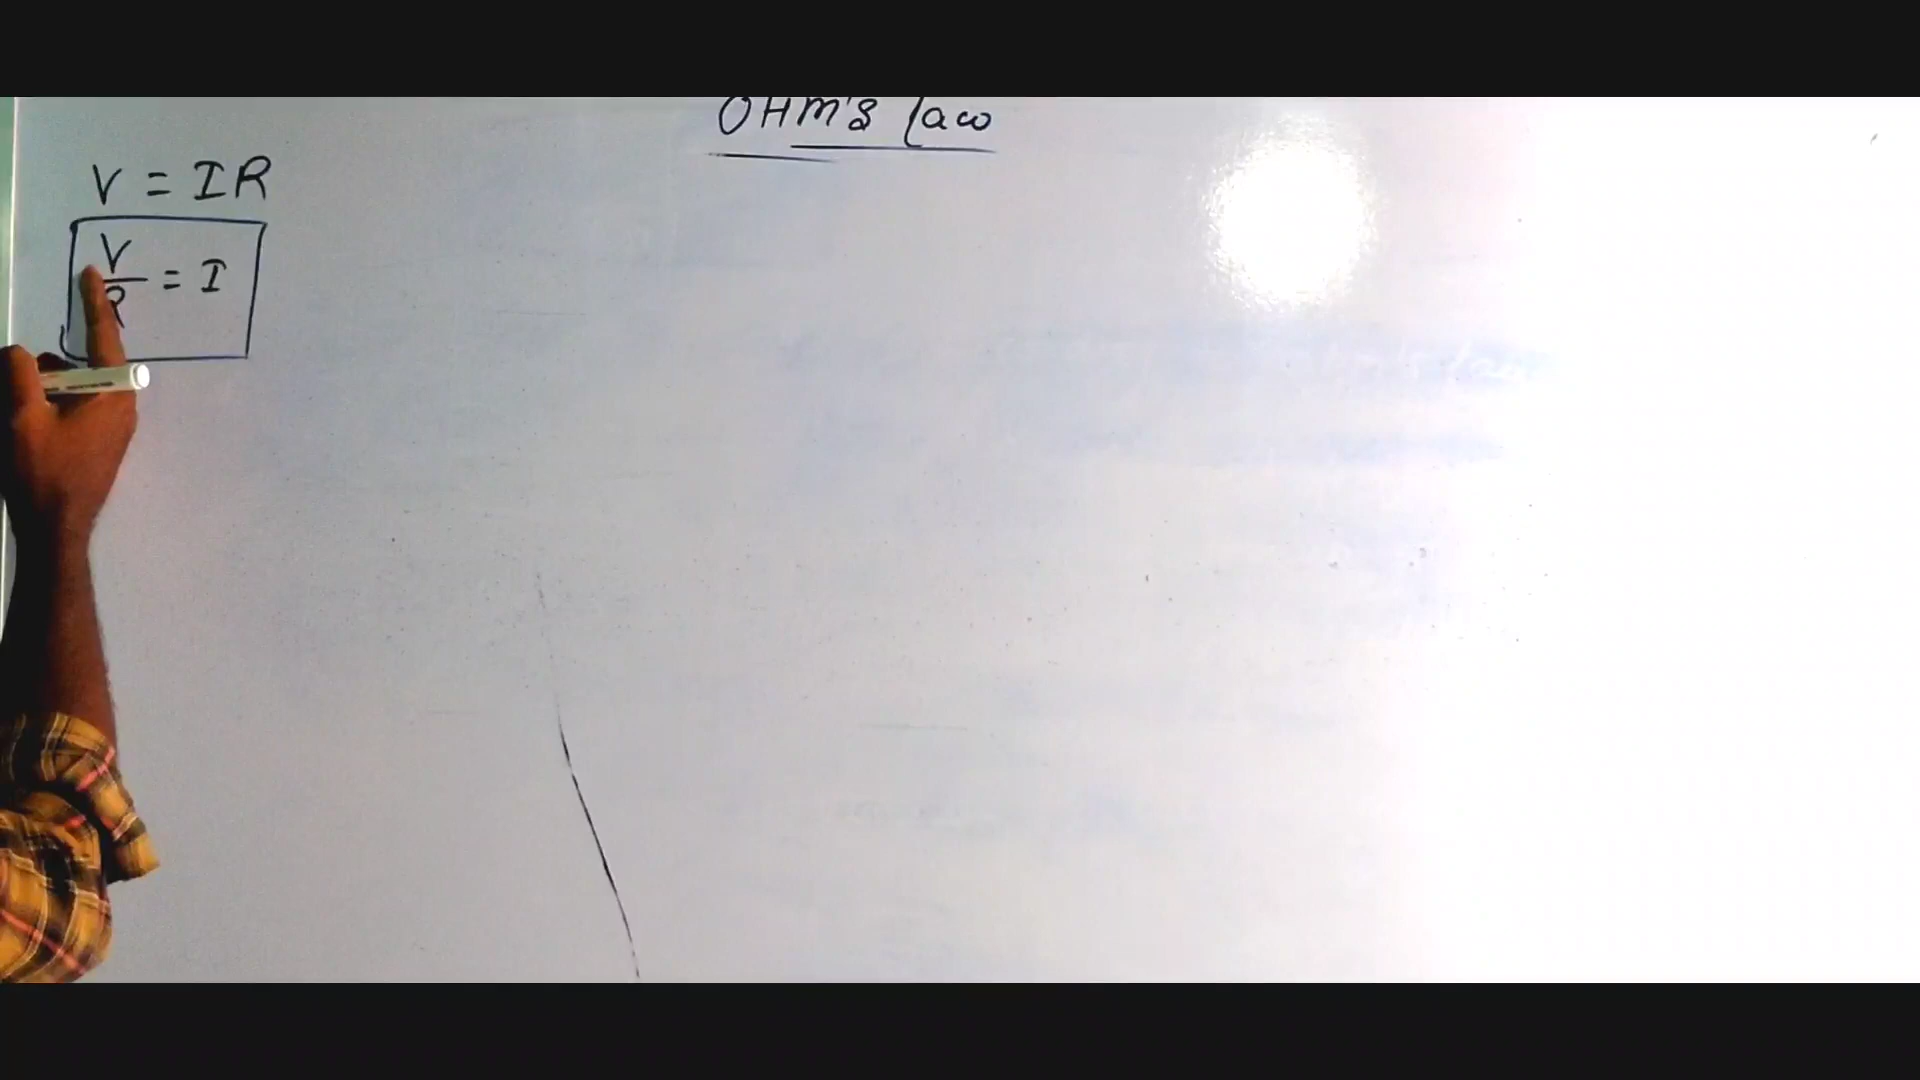 OHM'S Law
V = IR
V/R = I